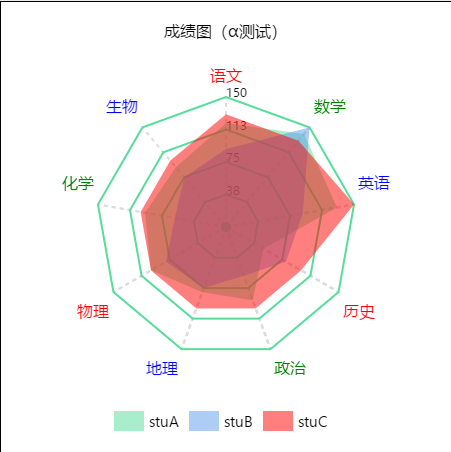 成绩图（α测试）
语文
150
生物
数学
113
75
化学
英语
38
物理
历史
地理
政治
stuA stuB stuC